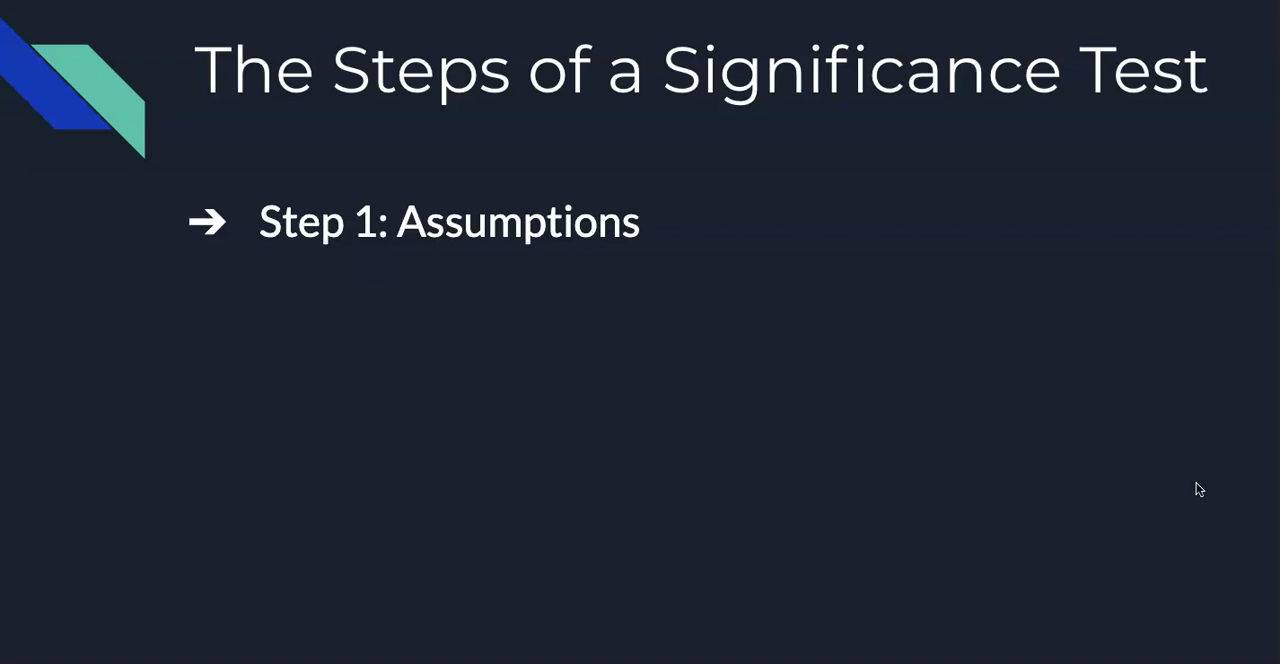 The Steps of a Significance Test
➔ Step 1: Assumptions